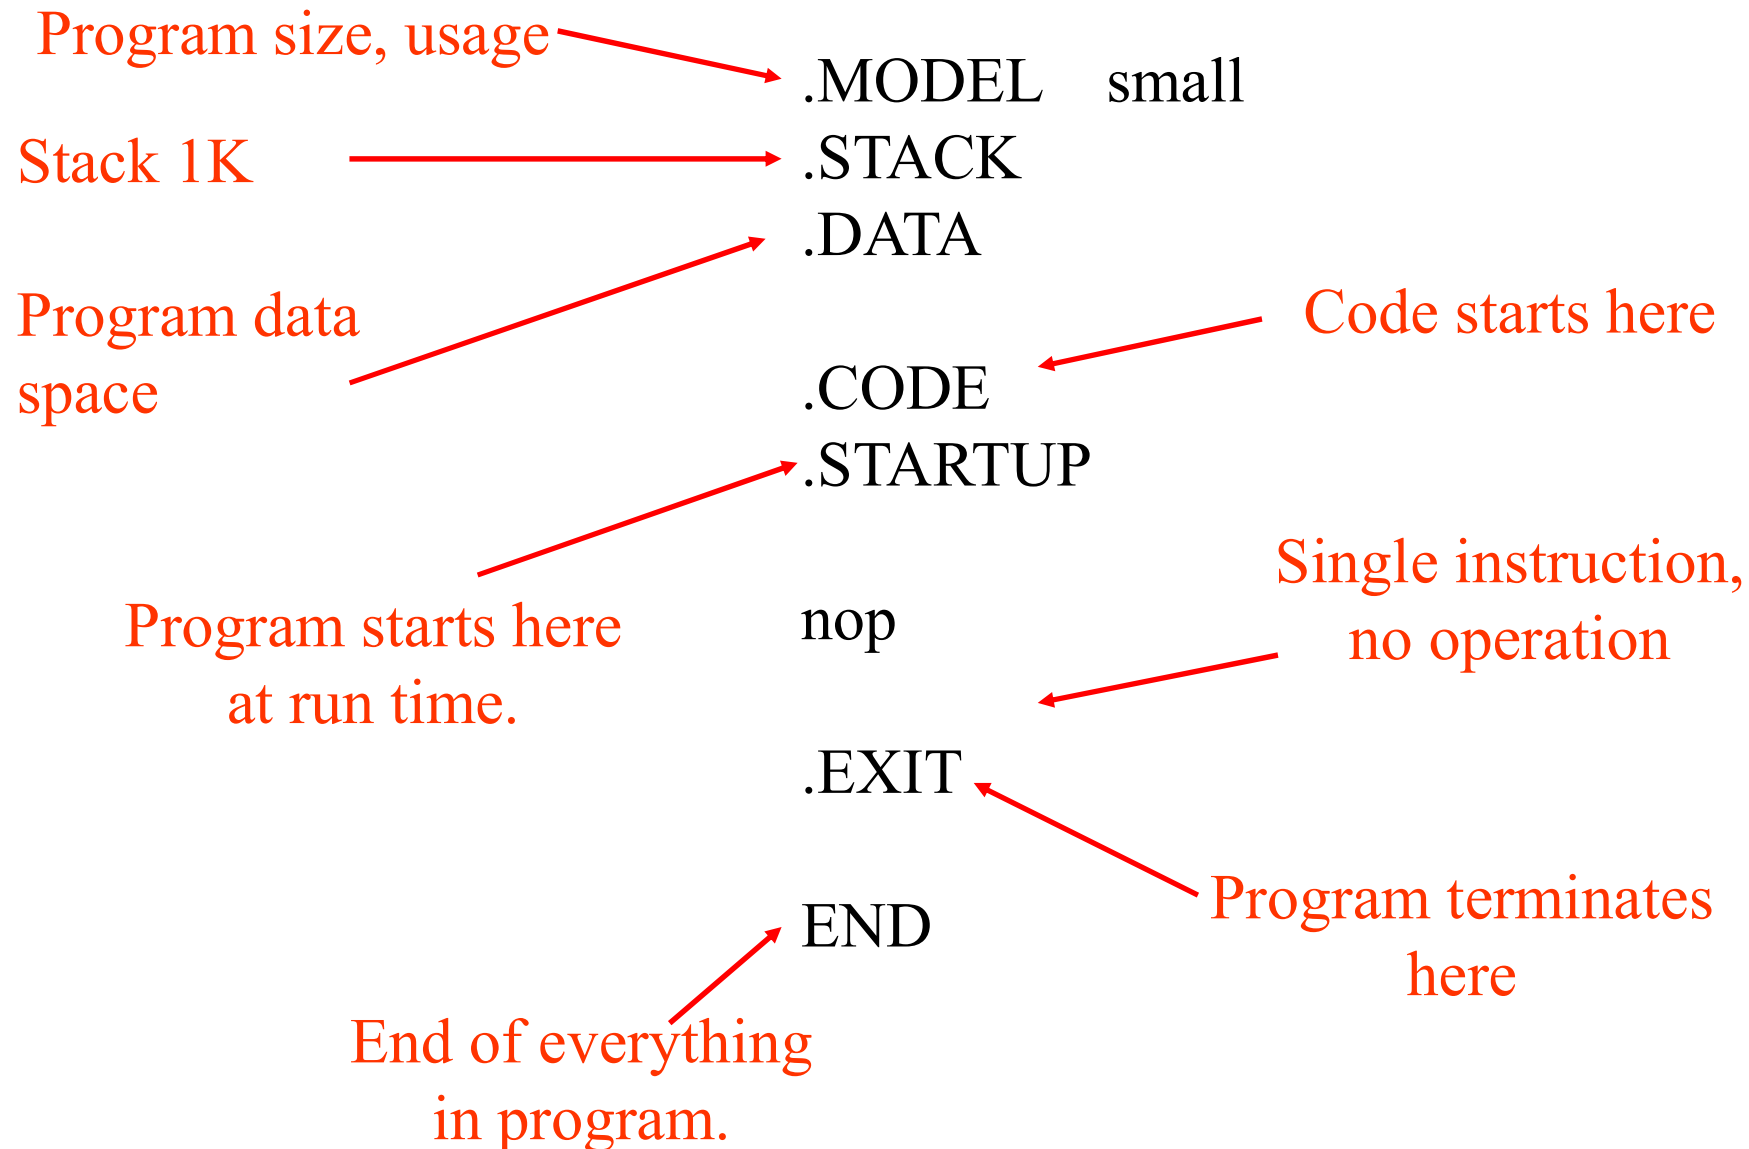 Program size, usage
.MODEL small
Stack 1K
.STACK
.DATA
Program data
space
Code starts here
.CODE
.STARTUP
Program starts here
at run time.
nop
Single instruction,
no operation
.EXIT
Program terminates
here
END
End of everything
in program.